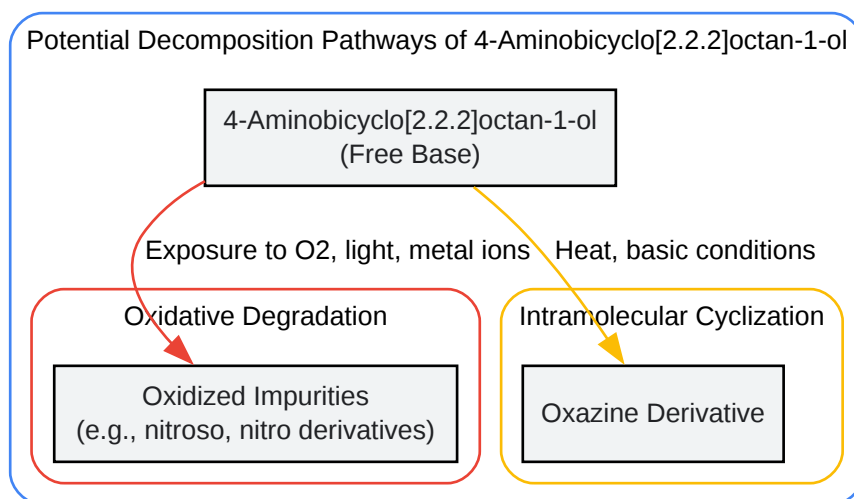 Potential Decomposition Pathways of 4-Aminobicyclo[2.2.2]octan-1-ol
4-Aminobicyclo[2.2.2]octan-1-ol
(Free Base)
Exposure to O2, light, metal ions
Heat, basic conditions
Oxidative Degradation
Intramolecular Cyclization
Oxidized Impurities
(e.g., nitroso, nitro derivatives)
Oxazine Derivative